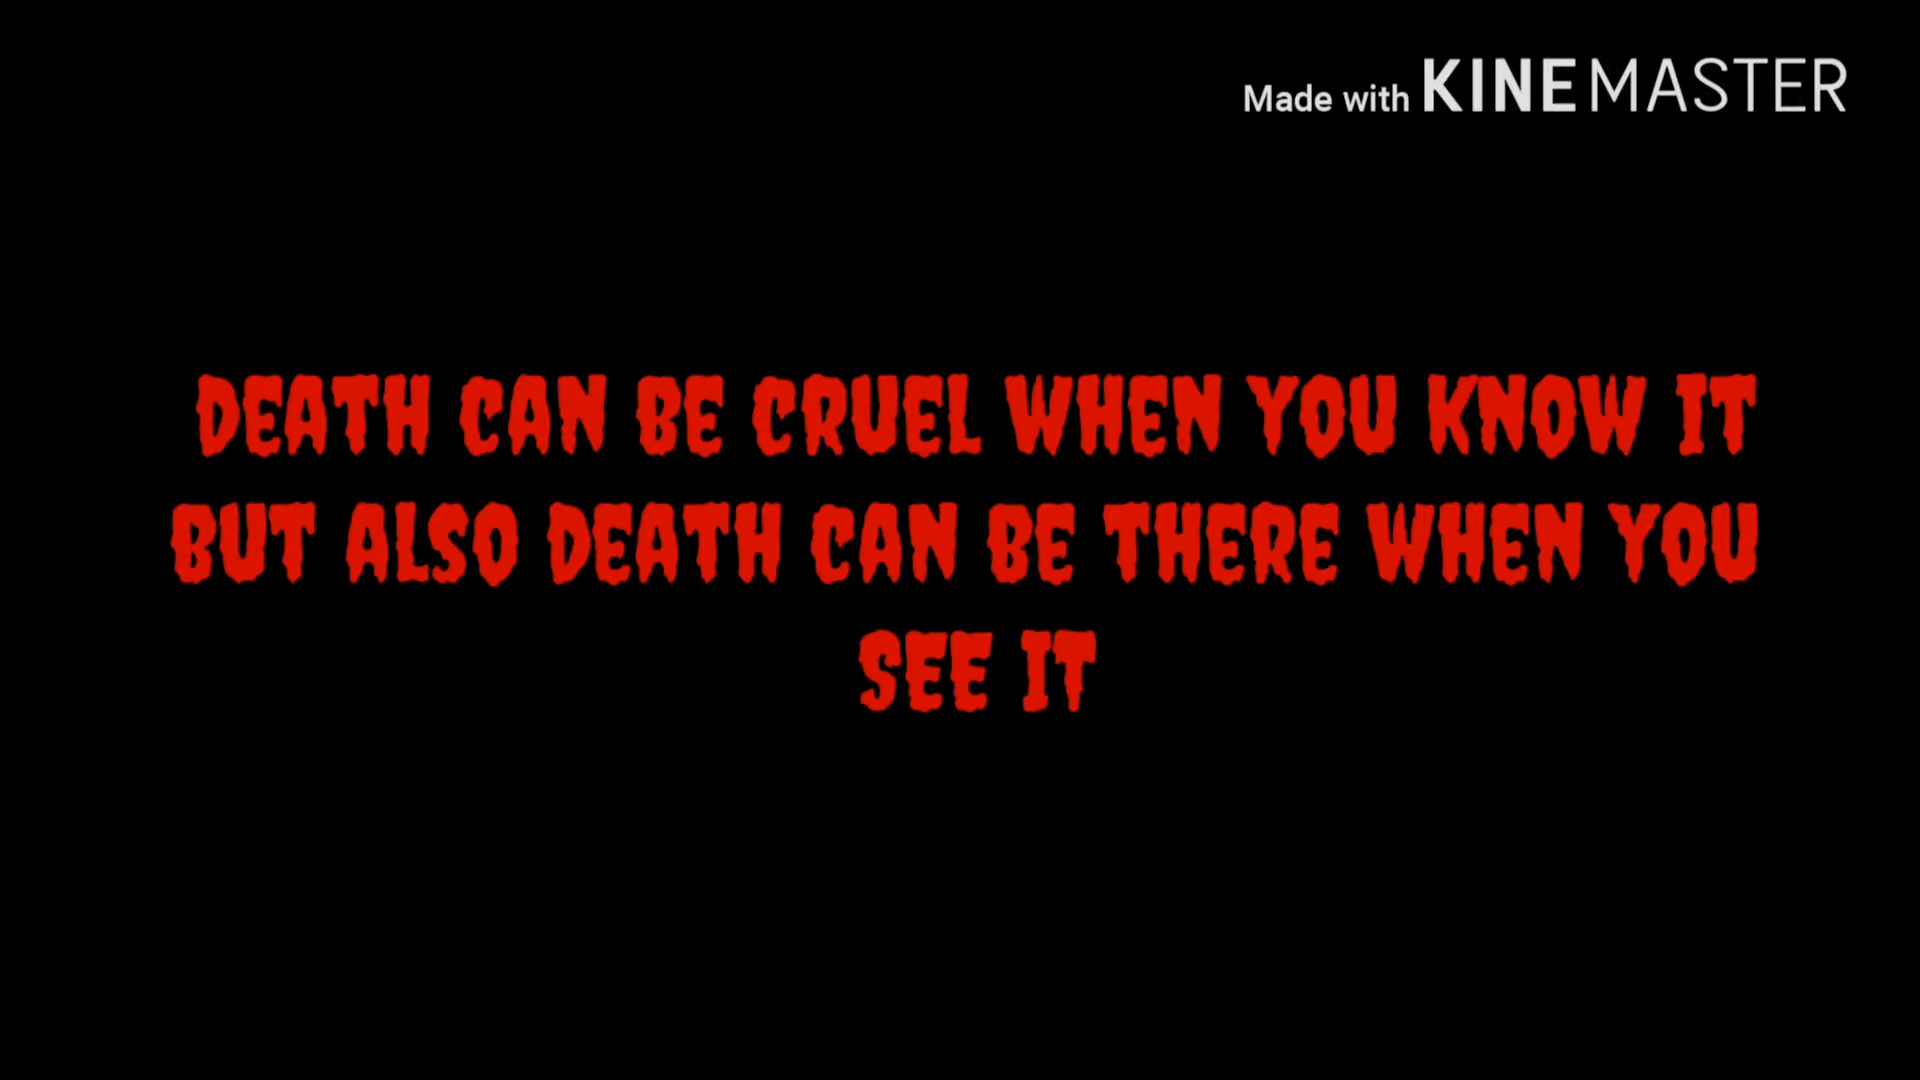 Made with KINEMASTER
DEATH CAN BE CRUEL WHEN YOU KNOW IT
BUT ALSO DEATH CAN BE THERE WHEN YOU
SEE IT